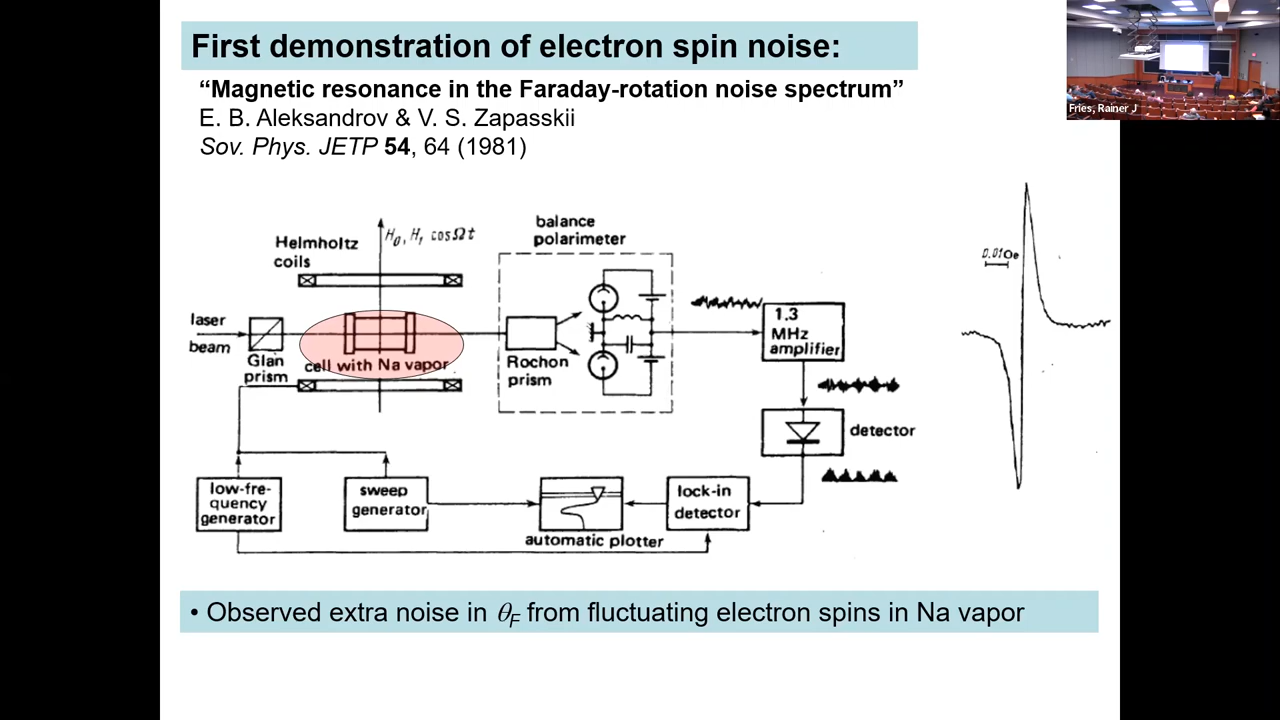 First demonstration of electron spin noise:
“Magnetic resonance in the Faraday-rotation noise spectrum”
E. B. Aleksandrov & V. S. Zapasskii
Sov. Phys. JETP 54, 64 (1981)
Fries, Rainer J
balance
polarimeter
Helmholtz
coils
H₀, H₁ cosΩt
0.01Oe
laser
beam
Glan
prism
cell with Na vapor
Rochon
prism
1.3
MHz
amplifier
detector
low-fre-
quency
generator
sweep
generator
automatic plotter
lock-in
detector
• Observed extra noise in θF from fluctuating electron spins in Na vapor